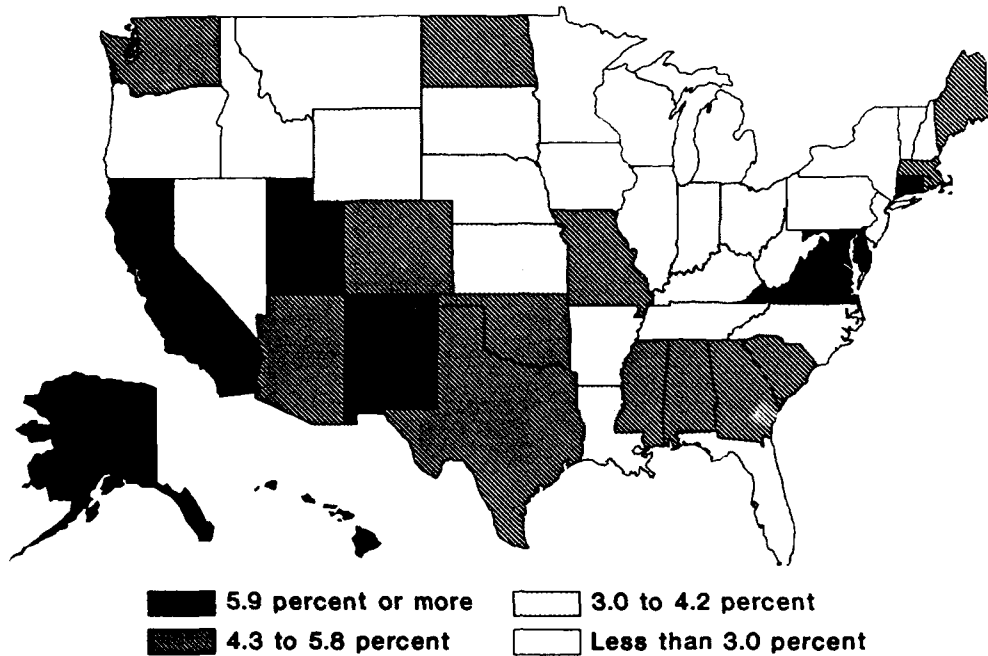 5.9 percent or more
3.0 to 4.2 percent
4.3 to 5.8 percent
Less than 3.0 percent